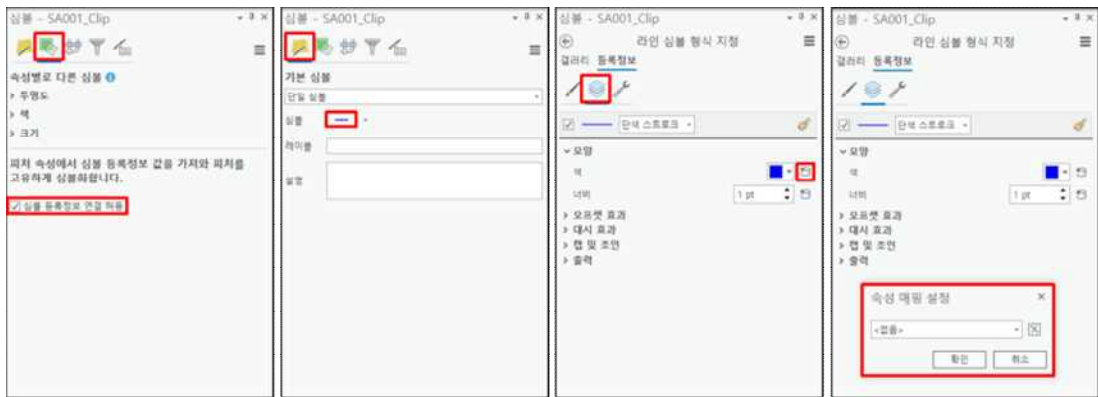 심볼 - SA001_Clip
속성별로 다른 심볼
투명도
색
크기
피처 속성에서 심볼 등록정보 값을 가져와 피처를
고유하게 심볼화합니다.
심볼 등록정보 연결 허용
심볼 - SA001_Clip
기본 심볼
단일 심볼
심볼
레이블
설명
심볼 - SA001_Clip
라인 심볼 형식 지정
갤러리 등록정보
단색 스트로크
모양
색
너비 1 pt
오프셋 효과
대시 효과
캡 및 조인
출력
심볼 - SA001_Clip
라인 심볼 형식 지정
갤러리 등록정보
단색 스트로크
모양
색
너비 1 pt
오프셋 효과
대시 효과
캡 및 조인
출력
속성 매핑 설정
<없음>
확인 취소